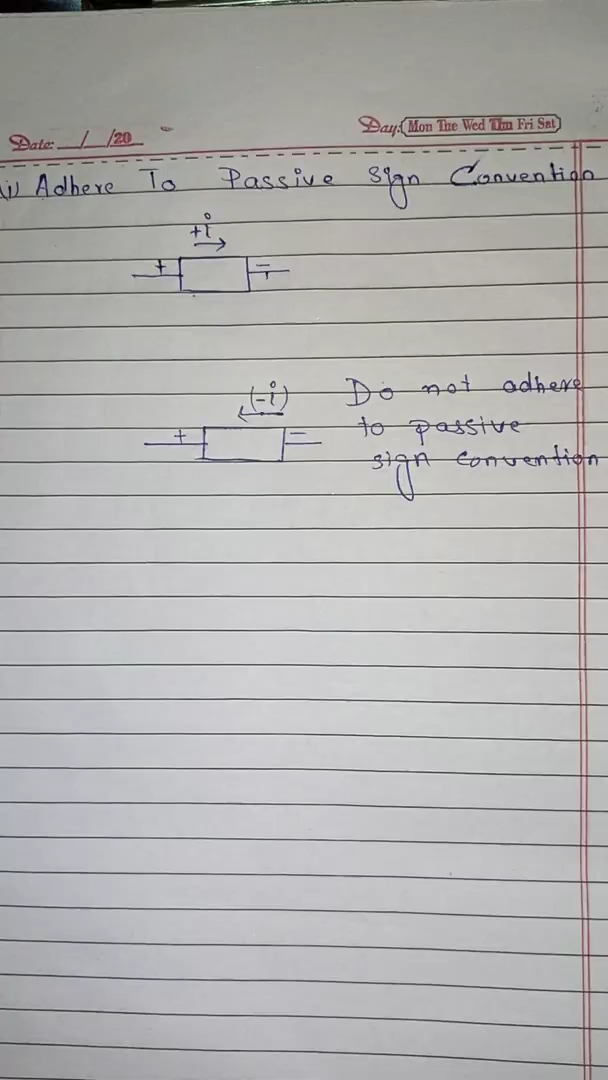 Day: Mon Tue Wed Thu Fri Sat
Date: / /20
(i) Adhere To Passive Sign Convention
+i
+ -
(-i) Do not adhere
+ - to passive
sign convention